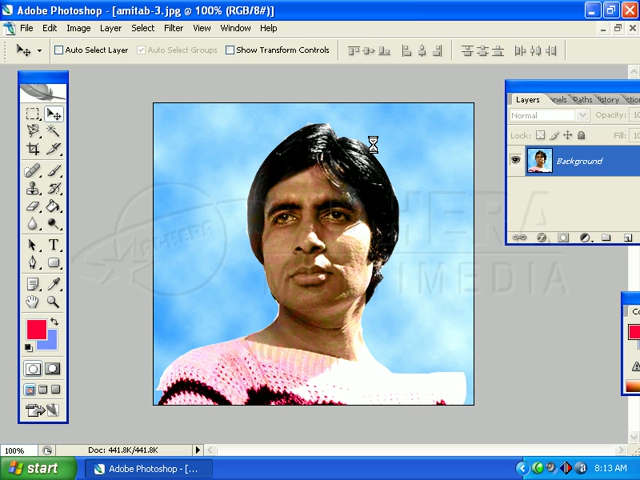 Adobe Photoshop - [amitab-3.jpg @ 100% (RGB/8#)]
File Edit Image Layer Select Filter View Window Help
Auto Select Layer Auto Select Groups Show Transform Controls
Layers Paths History
Normal Opacity:
Lock: Fill:
Background
MULTIMEDIA
100% Doc: 441.8K/441.8K
start Adobe Photoshop - [... 8:13 AM